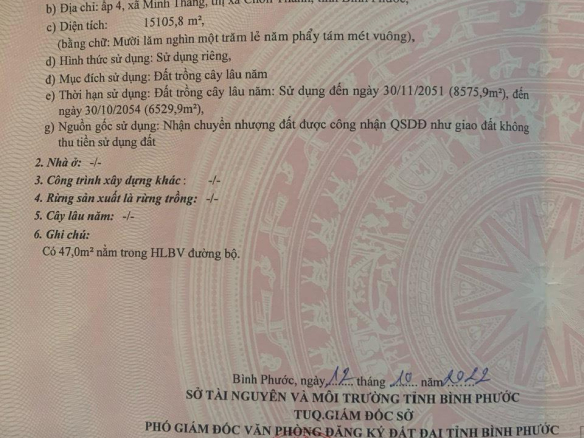 b) Địa chỉ: ấp 4, xã Minh Thắng, thị xã Chơn Thành, tỉnh Bình Phước,
c) Diện tích: 15105,8 m²,
(bằng chữ: Mười lăm nghìn một trăm lẻ năm phẩy tám mét vuông),
d) Hình thức sử dụng: Sử dụng riêng,
đ) Mục đích sử dụng: Đất trồng cây lâu năm
e) Thời hạn sử dụng: Đất trồng cây lâu năm: Sử dụng đến ngày 30/11/2051 (8575,9m²), đến
ngày 30/10/2054 (6529,9m²),
g) Nguồn gốc sử dụng: Nhận chuyển nhượng đất được công nhận QSDĐ như giao đất không
thu tiền sử dụng đất
2. Nhà ở: -/-
3. Công trình xây dựng khác : -/-
4. Rừng sản xuất là rừng trồng: -/-
5. Cây lâu năm: -/-
6. Ghi chú:
Có 47,0m² nằm trong HLBV đường bộ.
Bình Phước, ngày 12 tháng 10 năm 2022
SỞ TÀI NGUYÊN VÀ MÔI TRƯỜNG TỈNH BÌNH PHƯỚC
TUQ.GIÁM ĐỐC SỞ
PHÓ GIÁM ĐỐC VĂN PHÒNG ĐĂNG KÝ ĐẤT ĐAI TỈNH BÌNH PHƯỚC